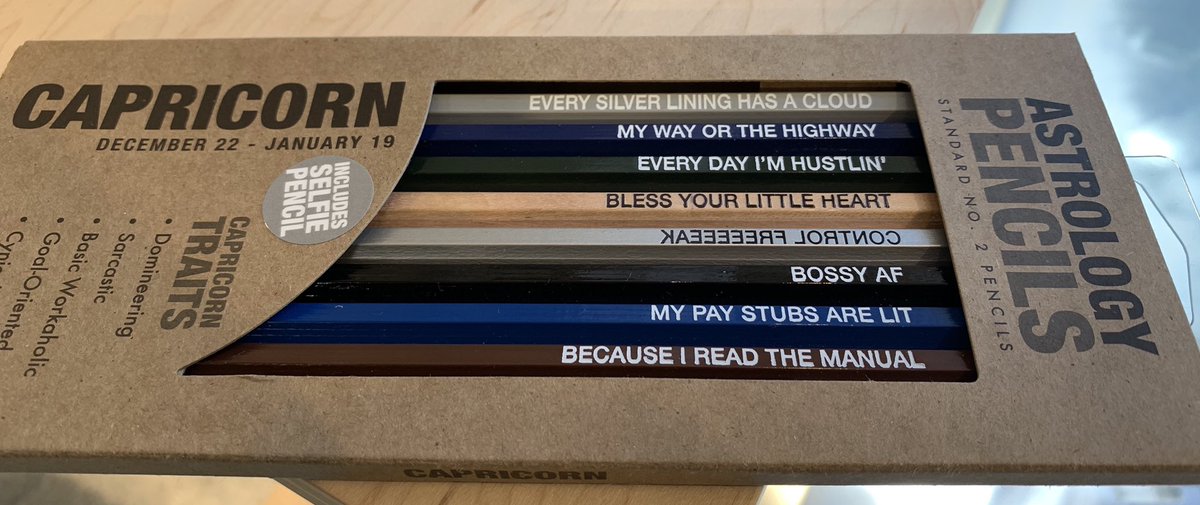 CAPRICORN
DECEMBER 22 - JANUARY 19
INCLUDES
SELFIE
PENCIL
CAPRICORN
TRAITS
• Domineering
• Sarcastic
• Basic Workaholic
• Goal-Oriented
EVERY SILVER LINING HAS A CLOUD
MY WAY OR THE HIGHWAY
EVERY DAY I'M HUSTLIN'
BLESS YOUR LITTLE HEART
CONTROL FREEEEEAK
BOSSY AF
MY PAY STUBS ARE LIT
BECAUSE I READ THE MANUAL
ASTROLOGY
PENCILS
STANDARD NO. 2 PENCILS
CAPRICORN